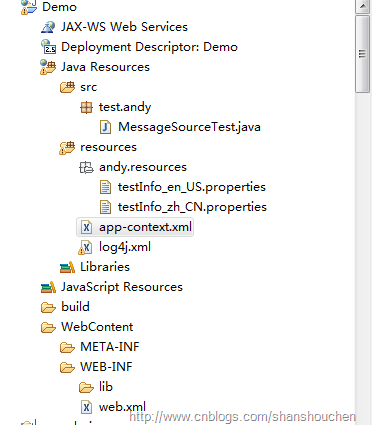 Demo
JAX-WS Web Services
Deployment Descriptor: Demo
Java Resources
src
test.andy
MessageSourceTest.java
resources
andy.resources
testInfo_en_US.properties
testInfo_zh_CN.properties
app-context.xml
log4j.xml
Libraries
JavaScript Resources
build
WebContent
META-INF
WEB-INF
lib
web.xml
http://www.cnblogs.com/shanshouchen